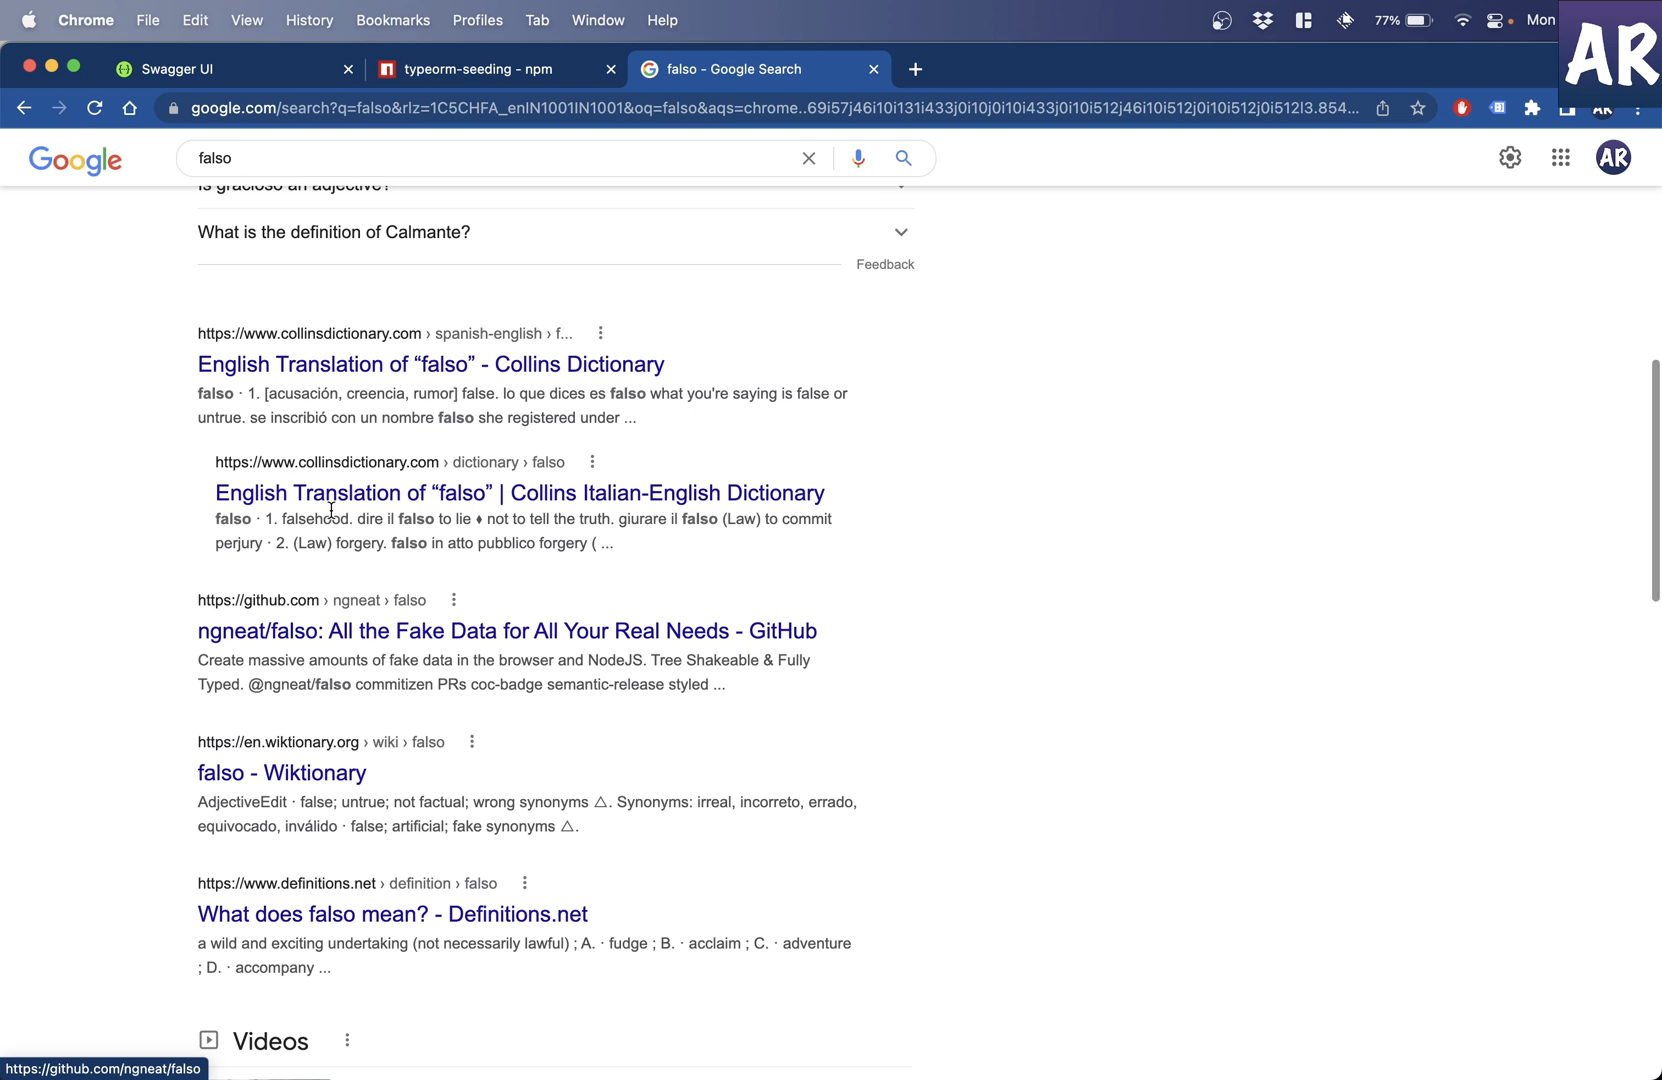 Chrome File Edit View History Bookmarks Profiles Tab Window Help 77% Mon
AR
Swagger UI typeorm-seeding - npm falso - Google Search
google.com/search?q=falso&rlz=1C5CHFA_enIN1001IN1001&oq=falso&aqs=chrome..69i57j46i10i131i433j0i10j0i10i433j0i10i512j46i10i512j0i10i512j0i512l3.854... AR
Google falso AR
Is gracioso an adjective?
What is the definition of Calmante?
Feedback
https://www.collinsdictionary.com › spanish-english › f...
English Translation of “falso” - Collins Dictionary
falso · 1. [acusación, creencia, rumor] false. lo que dices es falso what you're saying is false or
untrue. se inscribió con un nombre falso she registered under ...
https://www.collinsdictionary.com › dictionary › falso
English Translation of “falso” | Collins Italian-English Dictionary
falso · 1. falsehood. dire il falso to lie ♦ not to tell the truth. giurare il falso (Law) to commit
perjury · 2. (Law) forgery. falso in atto pubblico forgery ( ...
https://github.com › ngneat › falso
ngneat/falso: All the Fake Data for All Your Real Needs - GitHub
Create massive amounts of fake data in the browser and NodeJS. Tree Shakeable & Fully
Typed. @ngneat/falso commitizen PRs coc-badge semantic-release styled ...
https://en.wiktionary.org › wiki › falso
falso - Wiktionary
AdjectiveEdit · false; untrue; not factual; wrong synonyms △. Synonyms: irreal, incorreto, errado,
equivocado, inválido · false; artificial; fake synonyms △.
https://www.definitions.net › definition › falso
What does falso mean? - Definitions.net
a wild and exciting undertaking (not necessarily lawful) ; A. · fudge ; B. · acclaim ; C. · adventure
; D. · accompany ...
Videos
https://github.com/ngneat/falso